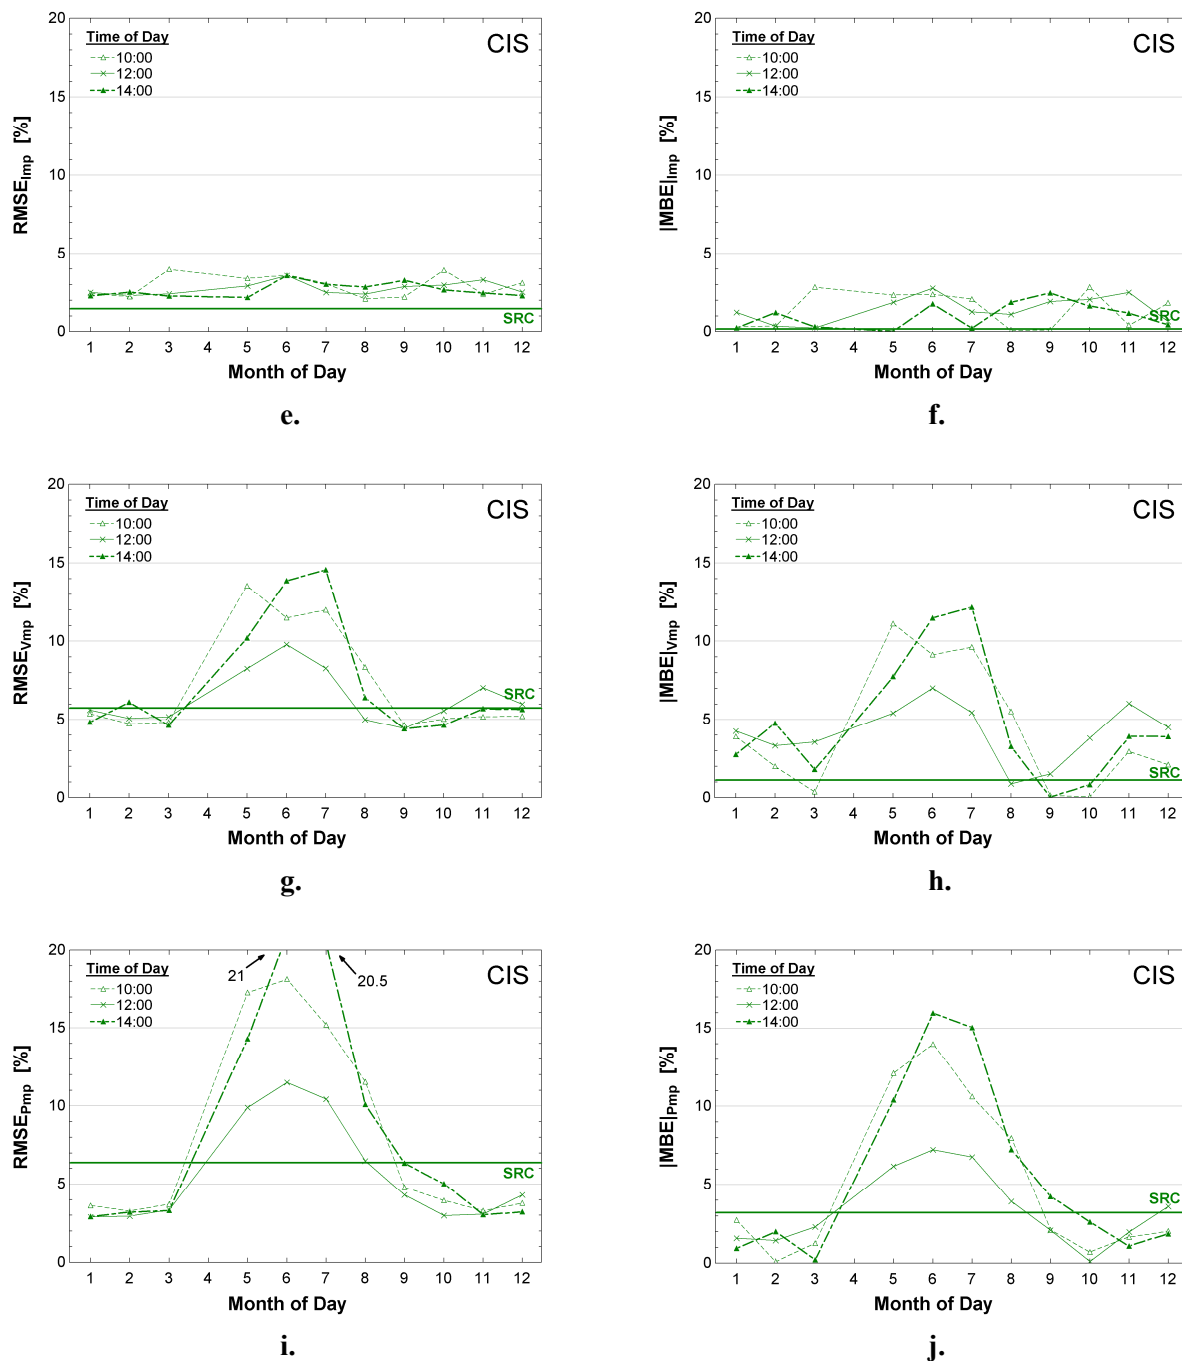 20
15
10
5
0
RMSE_Imp [%]
Time of Day
10:00
12:00
14:00
CIS
SRC
1 2 3 4 5 6 7 8 9 10 11 12
Month of Day
e.
20
15
10
5
0
|MBE|_Imp [%]
Time of Day
10:00
12:00
14:00
CIS
SRC
1 2 3 4 5 6 7 8 9 10 11 12
Month of Day
f.
20
15
10
5
0
RMSE_Vmp [%]
Time of Day
10:00
12:00
14:00
CIS
SRC
1 2 3 4 5 6 7 8 9 10 11 12
Month of Day
g.
20
15
10
5
0
|MBE|_Vmp [%]
Time of Day
10:00
12:00
14:00
CIS
SRC
1 2 3 4 5 6 7 8 9 10 11 12
Month of Day
h.
20
15
10
5
0
RMSE_Pmp [%]
Time of Day
10:00
12:00
14:00
CIS
21
20.5
SRC
1 2 3 4 5 6 7 8 9 10 11 12
Month of Day
i.
20
15
10
5
0
|MBE|_Pmp [%]
Time of Day
10:00
12:00
14:00
CIS
SRC
1 2 3 4 5 6 7 8 9 10 11 12
Month of Day
j.